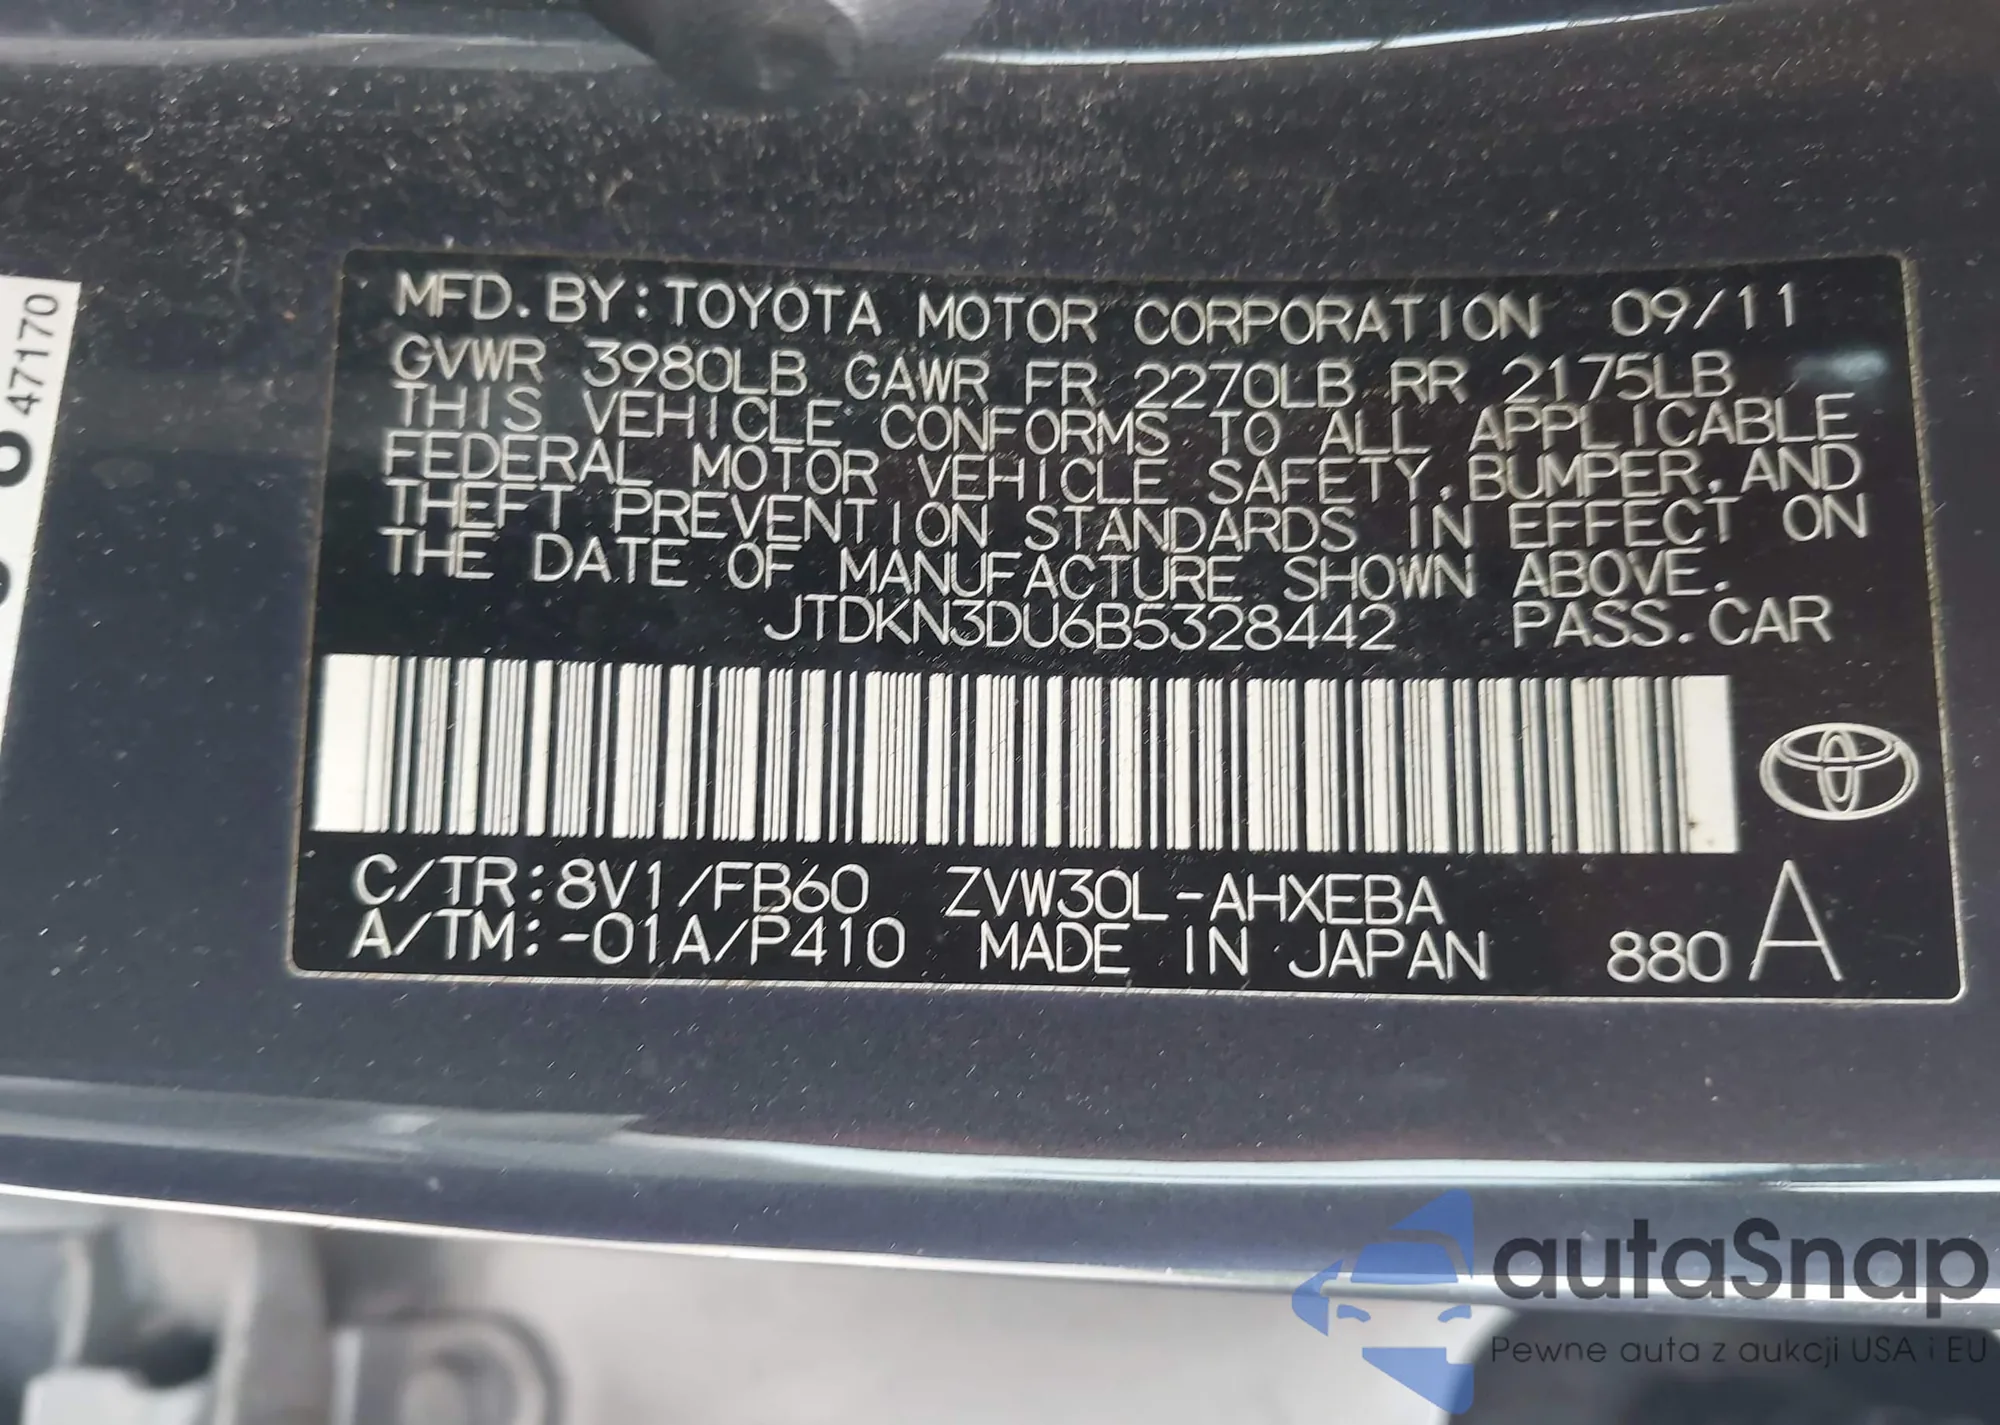 MFD. BY: TOYOTA MOTOR CORPORATION 09/11
GVWR 3980LB GAWR FR 2270LB RR 2175LB
THIS VEHICLE CONFORMS TO ALL APPLICABLE
FEDERAL MOTOR VEHICLE SAFETY, BUMPER, AND
THEFT PREVENTION STANDARDS IN EFFECT ON
THE DATE OF MANUFACTURE SHOWN ABOVE.
JTDKN3DU6B5328442 PASS. CAR
C/TR: 8V1/FB60 ZVW30L-AHXEBA
A/TM: -01A/P410 MADE IN JAPAN 880 A
47170
autaSnap
Pewne auta z aukcji USA i EU